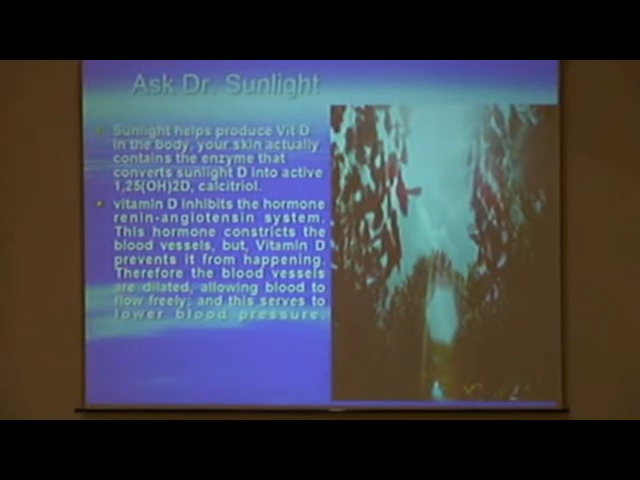 Ask Dr. Sunlight
• Sunlight helps produce Vit D
in the body, your skin actually
contains the enzyme that
converts sunlight D into active
1,25(OH)2D, calcitriol.
• vitamin D inhibits the hormone
renin-angiotensin system.
This hormone constricts the
blood vessels, but, Vitamin D
prevents it from happening.
Therefore the blood vessels
are dilated, allowing blood to
flow freely; and this serves to
lower blood pressure.